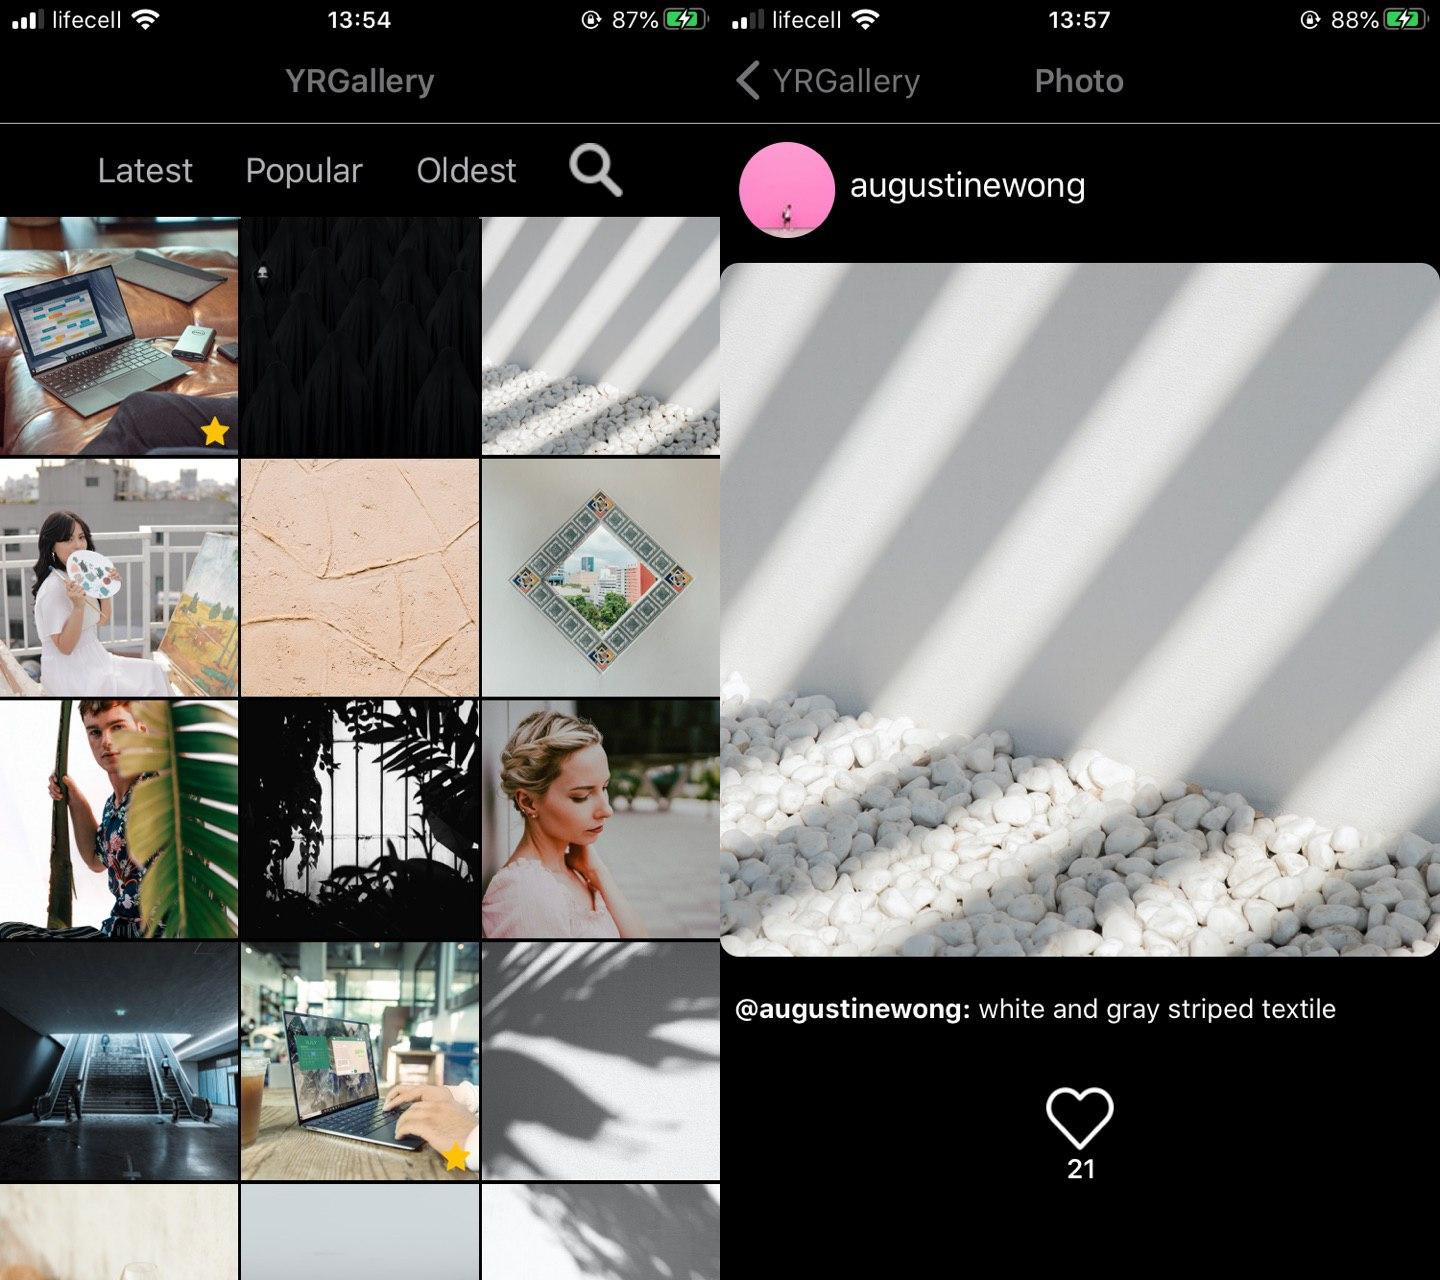 lifecell 13:54 87%
YRGallery
Latest Popular Oldest
lifecell 13:57 88%
YRGallery Photo
augustinewong
@augustinewong: white and gray striped textile
21